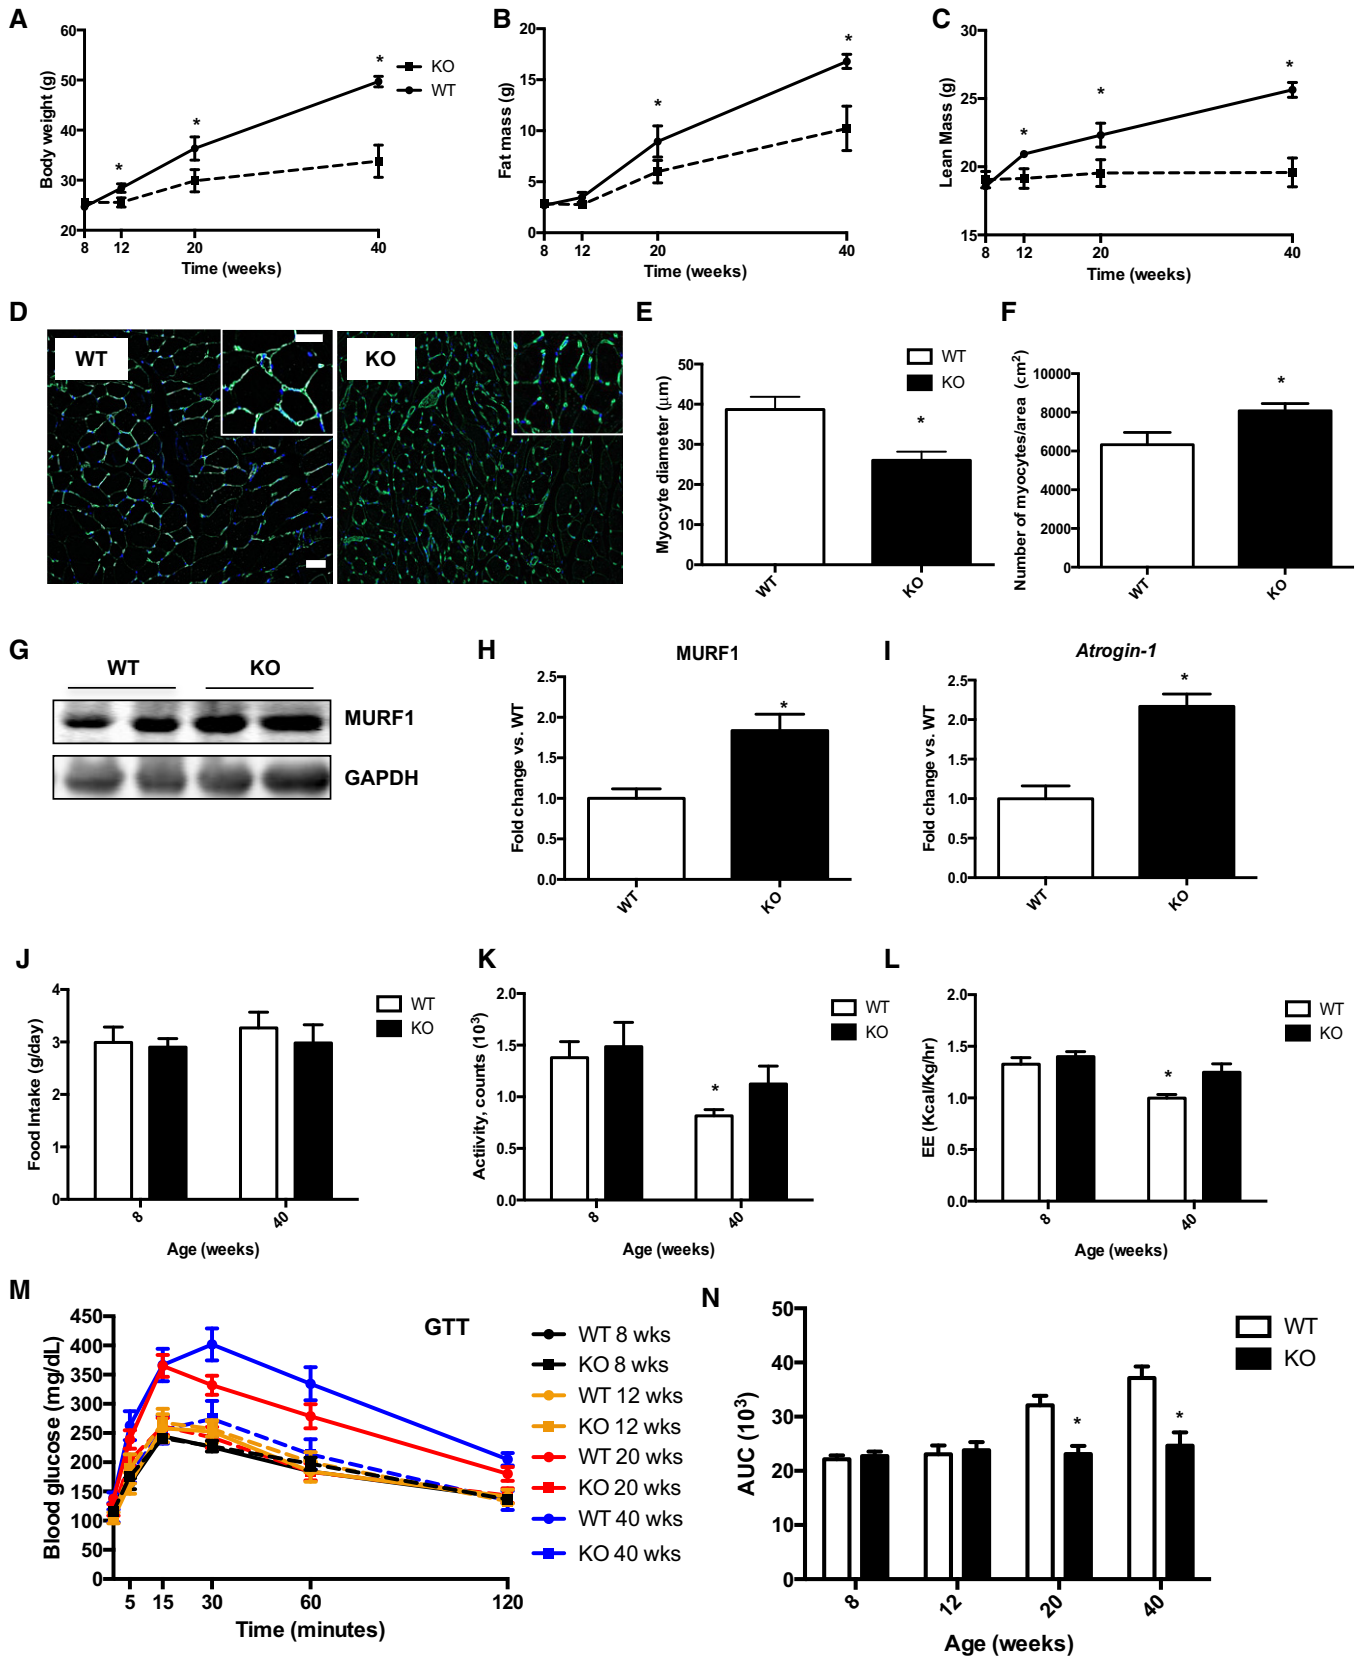 A
Body weight (g)
60
50
40
30
20
*
*
*
8
12
20
40
Time (weeks)
KO
WT
B
Fat mass (g)
20
15
10
5
0
*
*
8
12
20
40
Time (weeks)
C
Lean Mass (g)
30
25
20
15
*
*
*
8
12
20
40
Time (weeks)
D
WT
KO
E
Myocyte diameter (μm)
50
40
30
20
10
0
*
WT
KO
WT
KO
F
Number of myocytes/area (cm²)
10000
8000
6000
4000
2000
0
*
WT
KO
G
WT
KO
MURF1
GAPDH
H
MURF1
Fold change vs. WT
2.5
2.0
1.5
1.0
0.5
0.0
*
WT
KO
I
Atrogin-1
Fold change vs. WT
2.5
2.0
1.5
1.0
0.5
0.0
*
WT
KO
J
Food Intake (g/day)
4
3
2
1
0
8
40
Age (weeks)
WT
KO
K
Actiivity, counts (10³)
2.0
1.5
1.0
0.5
0.0
*
8
40
Age (weeks)
WT
KO
L
EE (Kcal/Kg/hr)
2.0
1.5
1.0
0.5
0.0
*
8
40
Age (weeks)
WT
KO
M
GTT
Blood glucose (mg/dL)
450
400
350
300
250
200
150
100
50
0
5
15
30
60
120
Time (minutes)
WT 8 wks
KO 8 wks
WT 12 wks
KO 12 wks
WT 20 wks
KO 20 wks
WT 40 wks
KO 40 wks
N
AUC (10³)
50
40
30
20
10
0
*
*
8
12
20
40
Age (weeks)
WT
KO